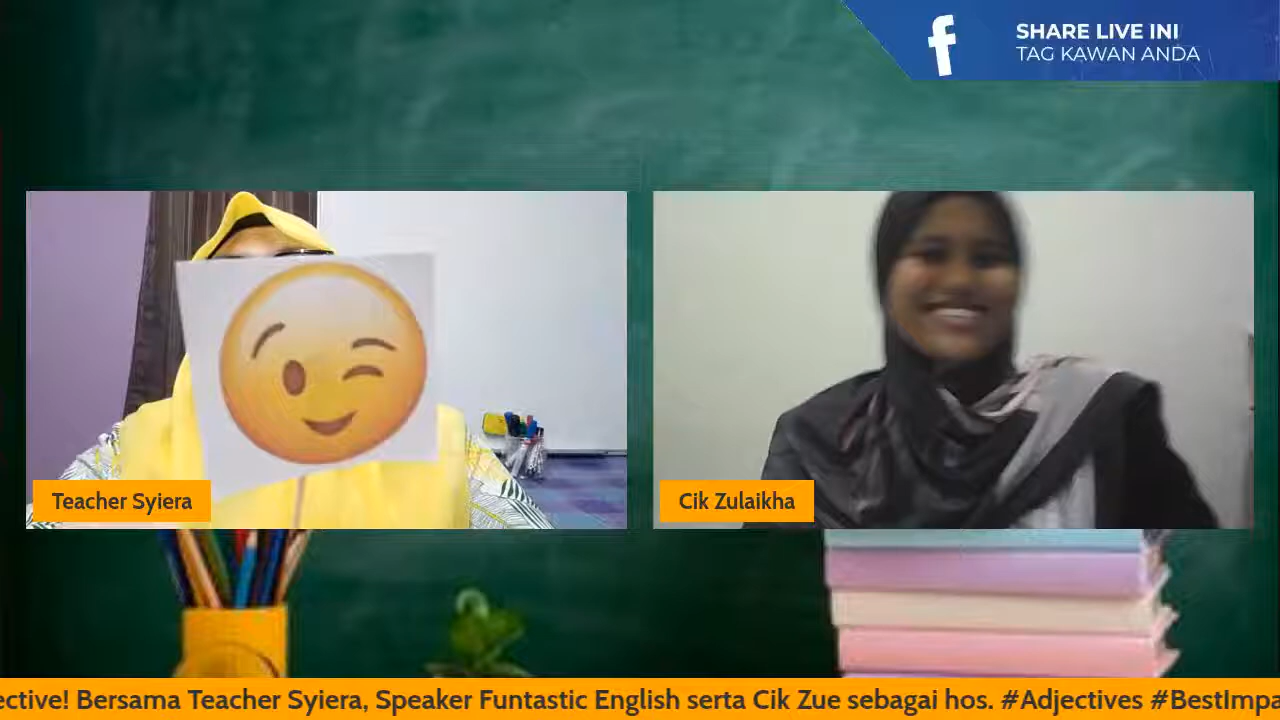 SHARE LIVE INI
TAG KAWAN ANDA
Teacher Syiera
Cik Zulaikha
ective! Bersama Teacher Syiera, Speaker Funtastic English serta Cik Zue sebagai hos. #Adjectives #BestImpa